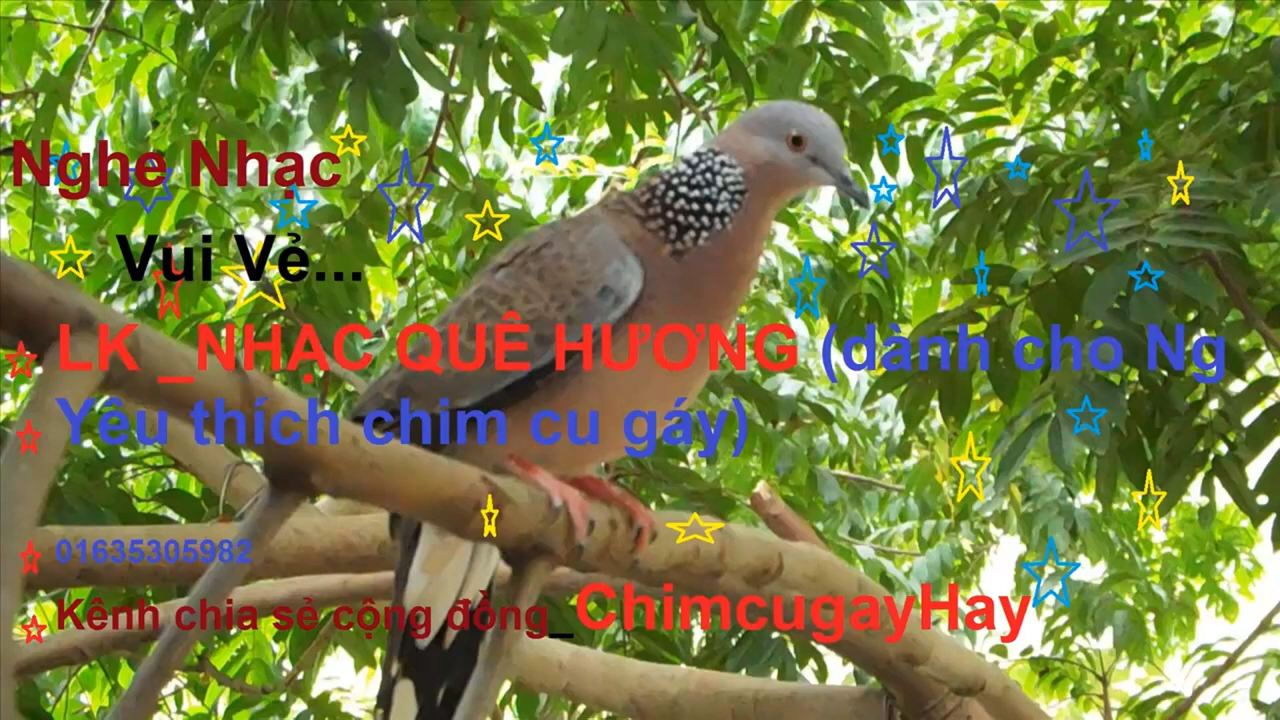 Nghe Nhạc
Vui Vẻ...
LK _NHẠC QUÊ HƯƠNG (dành cho Ng
Yêu thích chim cu gáy)
01635305982
Kênh chia sẻ cộng đồng_ChimcugayHay